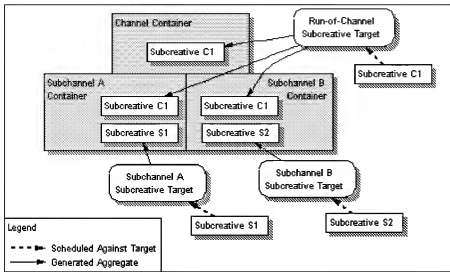 Channel Container
Run-of-Channel
Subcreative Target
Subcreative C1
Subcreative C1
Subchannel A
Container
Subchannel B
Container
Subcreative C1
Subcreative C1
Subcreative S1
Subcreative S2
Subchannel A
Subcreative Target
Subchannel B
Subcreative Target
Subcreative S1
Subcreative S2
Legend
Scheduled Against Target
Generated Aggregate